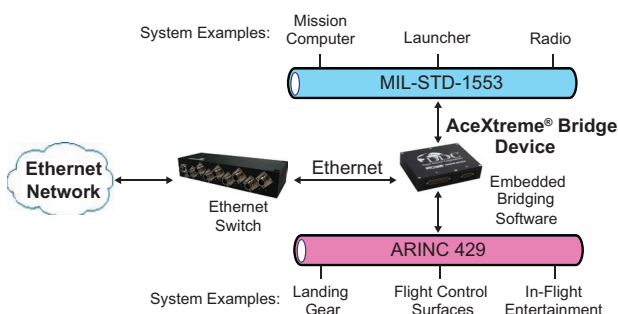 System Examples:
Mission
Computer
Launcher
Radio
MIL-STD-1553
AceXtreme® Bridge
Device
Ethernet
Network
Ethernet
DDC
Ethernet
Switch
Embedded
Bridging
Software
ARINC 429
System Examples:
Landing
Gear
Flight Control
Surfaces
In-Flight
Entertainment